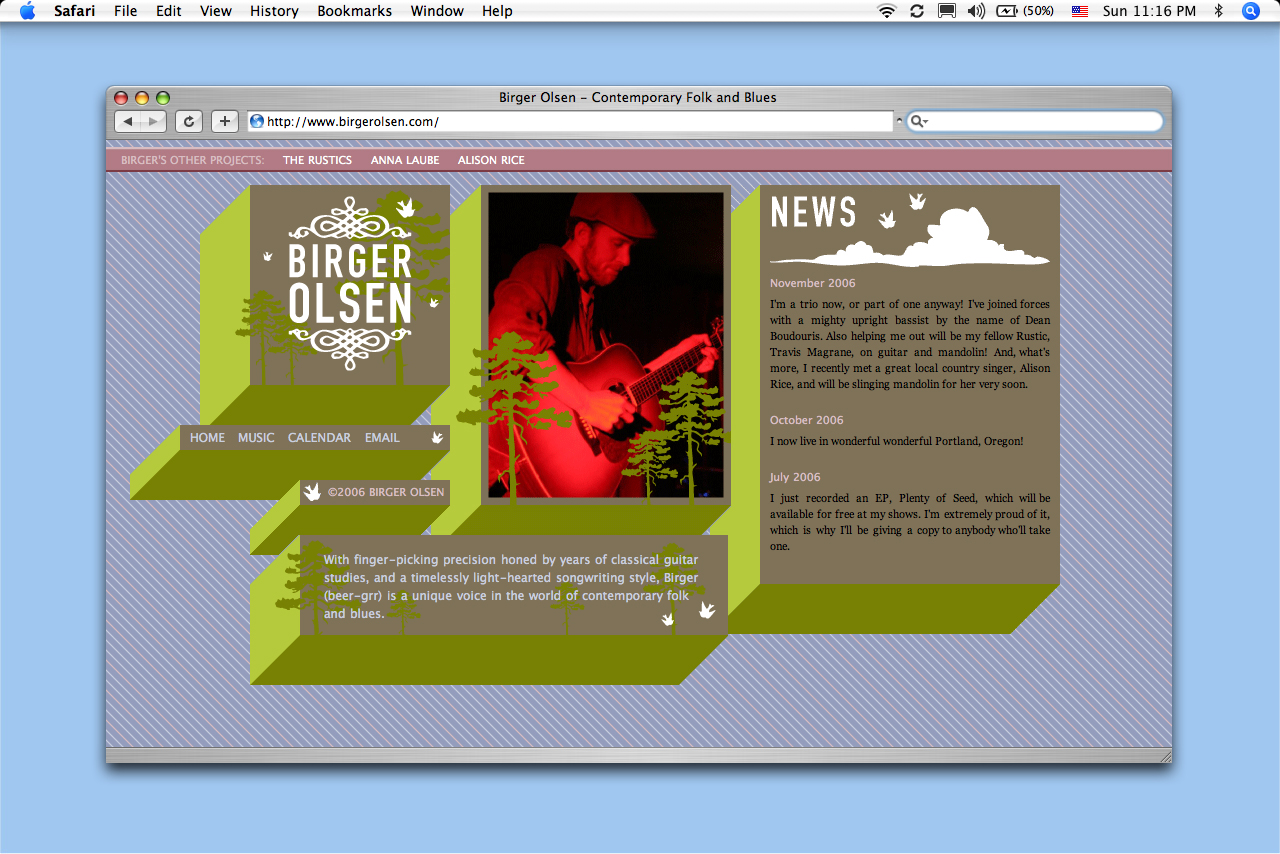 Safari File Edit View History Bookmarks Window Help (50%) Sun 11:16 PM
Birger Olsen – Contemporary Folk and Blues
http://www.birgerolsen.com/
BIRGER'S OTHER PROJECTS: THE RUSTICS ANNA LAUBE ALISON RICE
BIRGER
OLSEN
HOME MUSIC CALENDAR EMAIL
©2006 BIRGER OLSEN
With finger-picking precision honed by years of classical guitar
studies, and a timelessly light-hearted songwriting style, Birger
(beer-grr) is a unique voice in the world of contemporary folk
and blues.
NEWS
November 2006
I'm a trio now, or part of one anyway! I've joined forces
with a mighty upright bassist by the name of Dean
Boudouris. Also helping me out will be my fellow Rustic,
Travis Magrane, on guitar and mandolin! And, what's
more, I recently met a great local country singer, Alison
Rice, and will be slinging mandolin for her very soon.
October 2006
I now live in wonderful wonderful Portland, Oregon!
July 2006
I just recorded an EP, Plenty of Seed, which will be
available for free at my shows. I'm extremely proud of it,
which is why I'll be giving a copy to anybody who'll take
one.